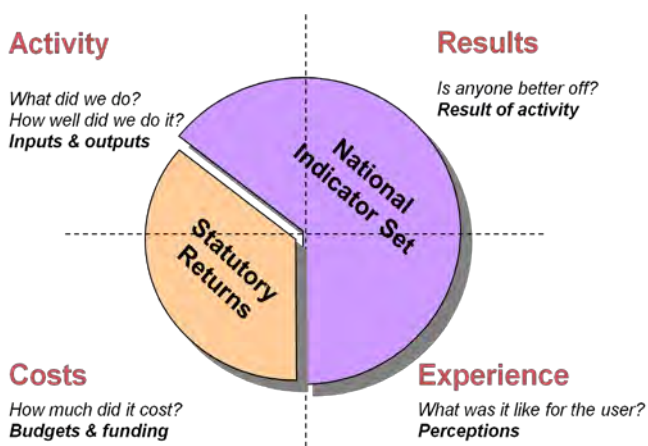 Activity
What did we do?
How well did we do it?
Inputs & outputs
Results
Is anyone better off?
Result of activity
National
Indicator Set
Statutory
Returns
Costs
How much did it cost?
Budgets & funding
Experience
What was it like for the user?
Perceptions